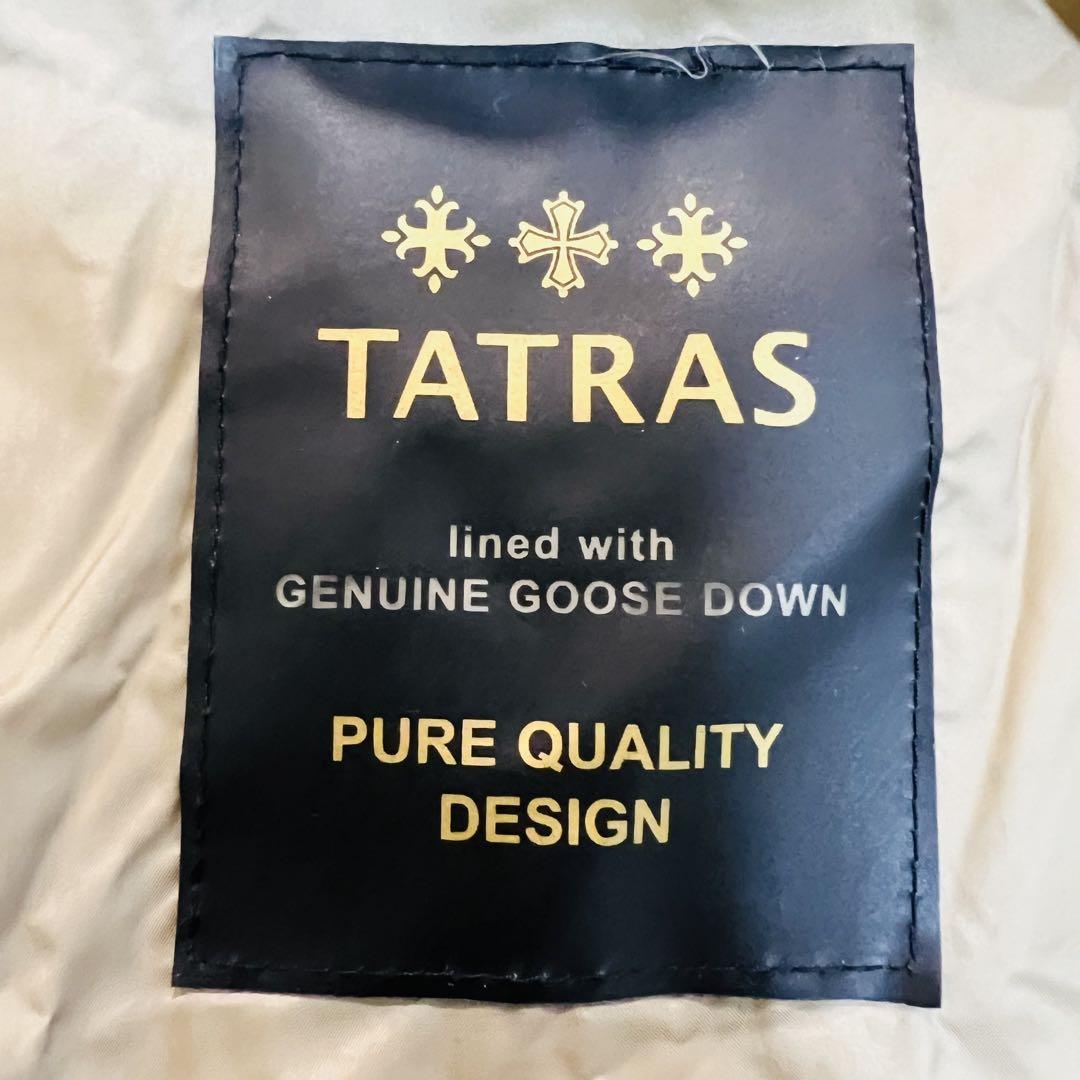 TATRAS
lined with
GENUINE GOOSE DOWN
PURE QUALITY
DESIGN